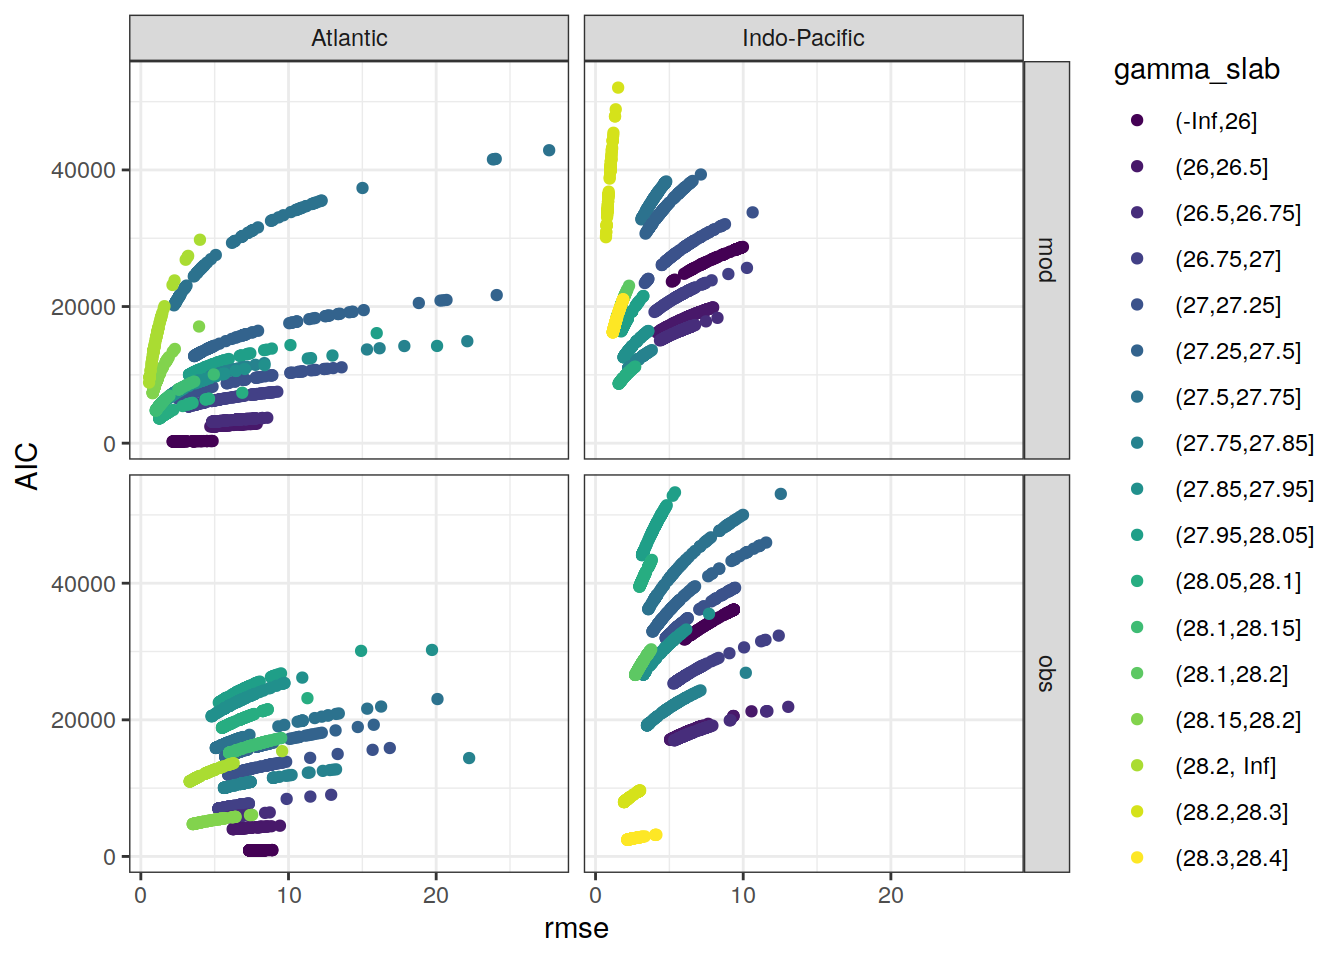 Atlantic
Indo-Pacific
gamma_slab
(-Inf,26]
(26,26.5]
(26.5,26.75]
(26.75,27]
(27,27.25]
(27.25,27.5]
(27.5,27.75]
(27.75,27.85]
(27.85,27.95]
(27.95,28.05]
(28.05,28.1]
(28.1,28.15]
(28.1,28.2]
(28.15,28.2]
(28.2, Inf]
(28.2,28.3]
(28.3,28.4]
mod
obs
AIC
40000
20000
0
40000
20000
0
0 10 20
0 10 20
rmse